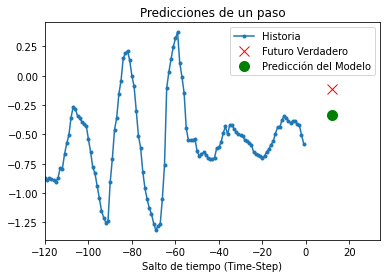 Predicciones de un paso
Historia
Futuro Verdadero
Predicción del Modelo
0.25
0.00
−0.25
−0.50
−0.75
−1.00
−1.25
−120 −100 −80 −60 −40 −20 0 20
Salto de tiempo (Time-Step)